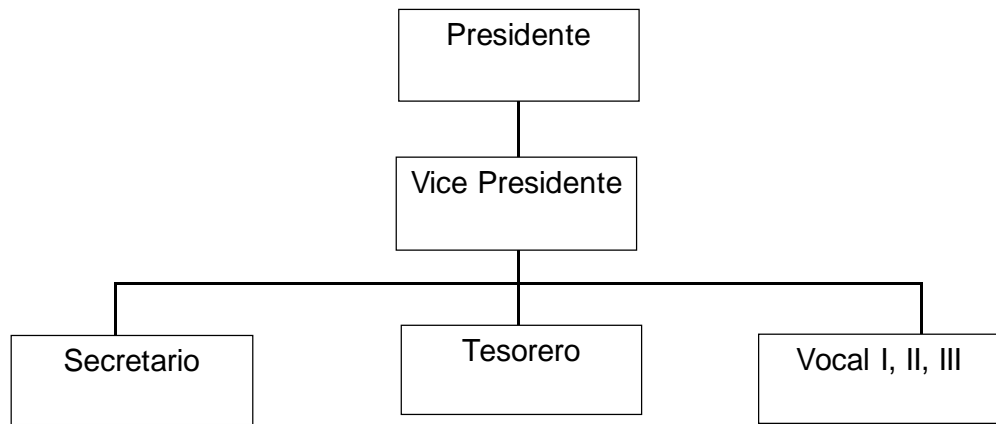 Presidente
Vice Presidente
Secretario
Tesorero
Vocal I, II, III